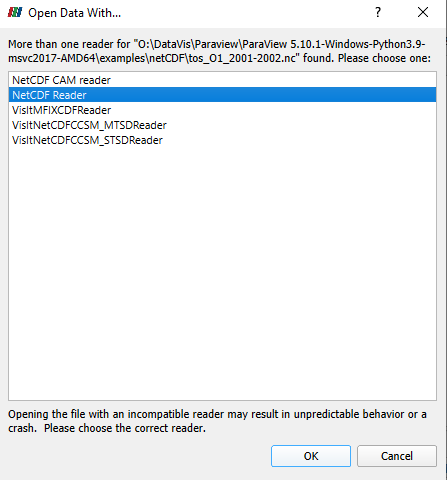 Open Data With...
More than one reader for "O:\DataVis\Paraview\ParaView 5.10.1-Windows-Python3.9-
msvc2017-AMD64\examples\netCDF\tos_O1_2001-2002.nc" found. Please choose one:
NetCDF CAM reader
NetCDF Reader
VisItMFIXCDFReader
VisItNetCDFCCSM_MTSDReader
VisItNetCDFCCSM_STSDReader
Opening the file with an incompatible reader may result in unpredictable behavior or a
crash.  Please choose the correct reader.
OK
Cancel